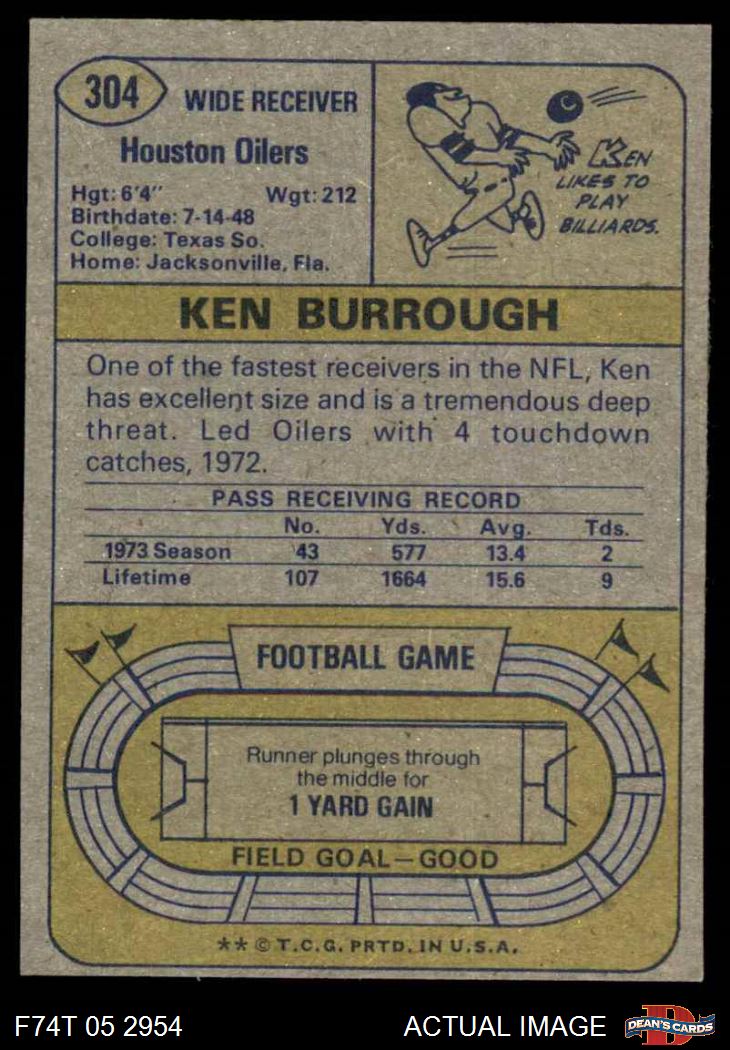 304
WIDE RECEIVER
Houston Oilers
Hgt: 6'4" Wgt: 212
Birthdate: 7-14-48
College: Texas So.
Home: Jacksonville, Fla.
KEN
LIKES TO
PLAY
BILLIARDS.
KEN BURROUGH
One of the fastest receivers in the NFL, Ken
has excellent size and is a tremendous deep
threat. Led Oilers with 4 touchdown
catches, 1972.
PASS RECEIVING RECORD
No. Yds. Avg. Tds.
1973 Season 43 577 13.4 2
Lifetime 107 1664 15.6 9
FOOTBALL GAME
Runner plunges through
the middle for
1 YARD GAIN
FIELD GOAL—GOOD
** © T.C.G. PRTD. IN U.S.A.
F74T 05 2954 ACTUAL IMAGE
D
DEAN'S CARDS